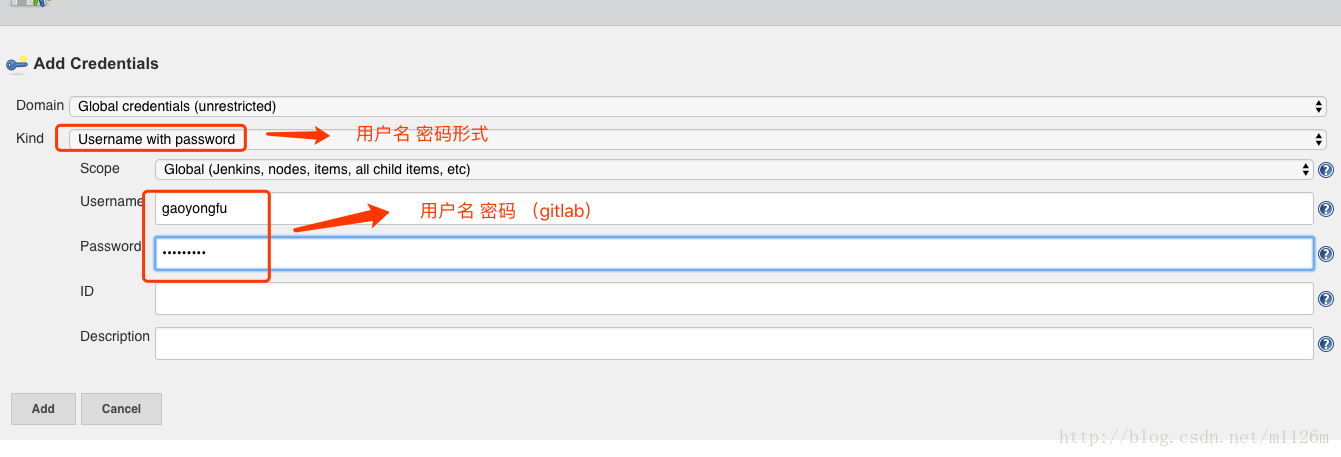 Add Credentials
Domain Global credentials (unrestricted)
Kind Username with password 用户名 密码形式
Scope Global (Jenkins, nodes, items, all child items, etc)
Username gaoyongfu
用户名 密码 （gitlab）
Password •••••••••
ID
Description
Add Cancel
http://blog.csdn.net/m1126m